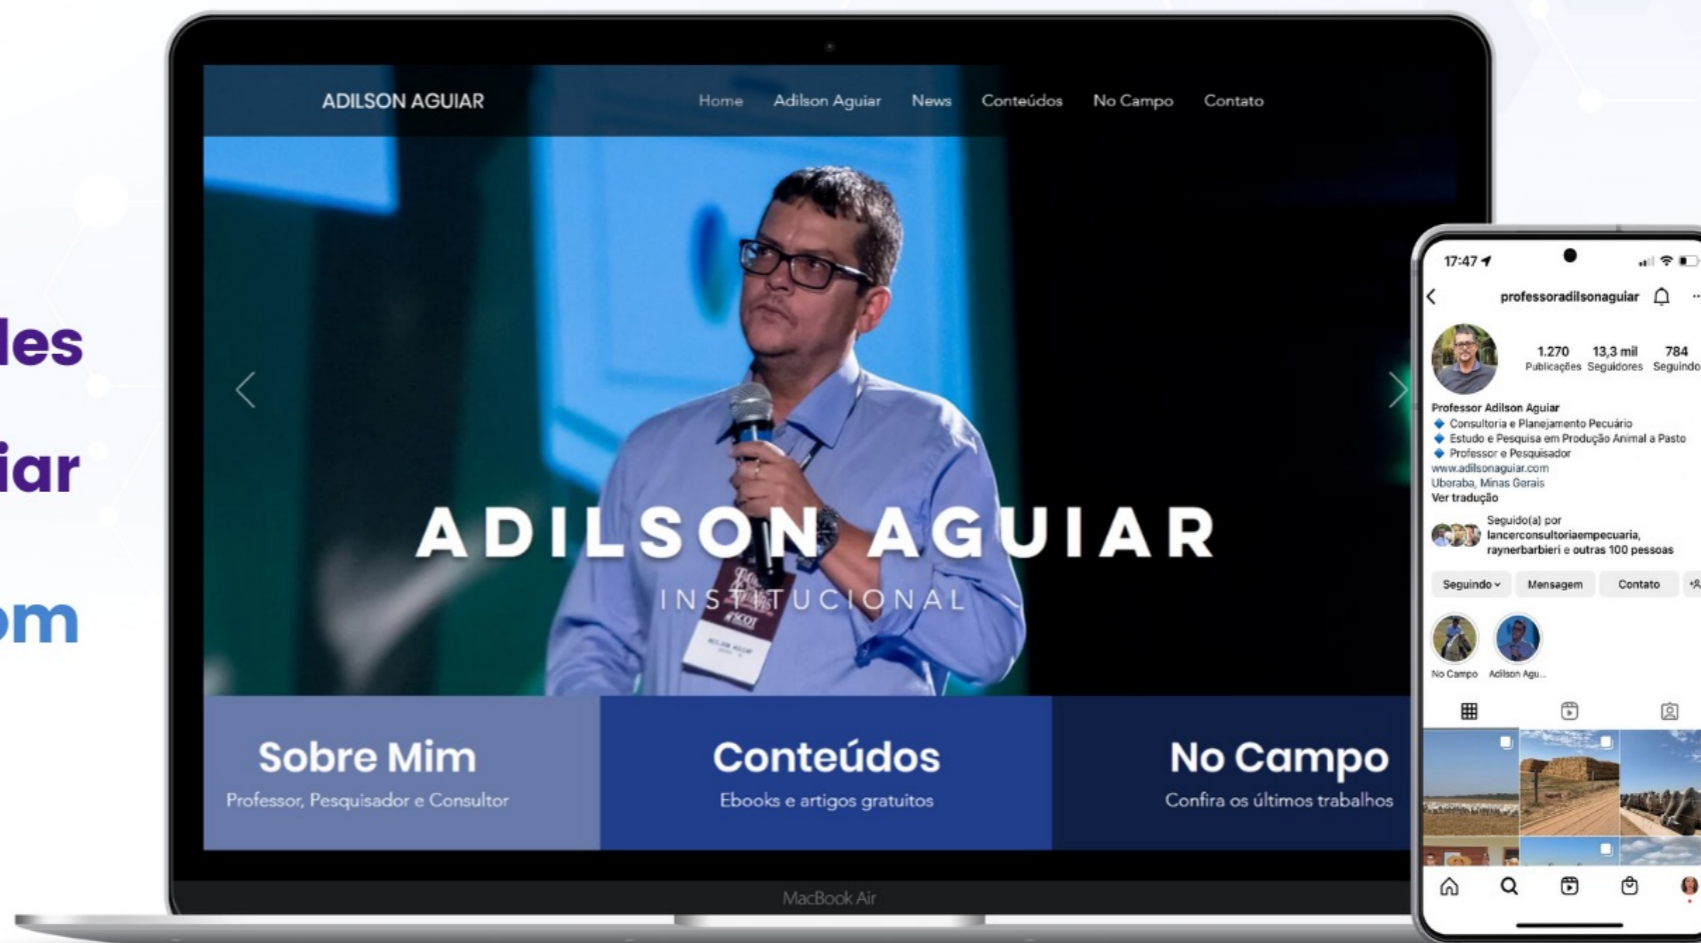 des
iar
om
ADILSON AGUIAR
Home Adilson Aguiar News Conteúdos No Campo Contato
ADILSON AGUIAR
INSTITUCIONAL
Sobre Mim
Professor, Pesquisador e Consultor
Conteúdos
Ebooks e artigos gratuitos
No Campo
Confira os últimos trabalhos
MacBook Air
17:47
professoradilsonaguiar
1.270 13,3 mil 784
Publicações Seguidores Seguindo
Professor Adilson Aguiar
Consultoria e Planejamento Pecuário
Estudo e Pesquisa em Produção Animal a Pasto
Professor e Pesquisador
www.adilsonaguiar.com
Uberaba, Minas Gerais
Ver tradução
Seguido(a) por
lancerconsultoriaempecuaria,
raynerbarbieri e outras 100 pessoas
Seguindo Mensagem Contato
No Campo Adilson Agu...